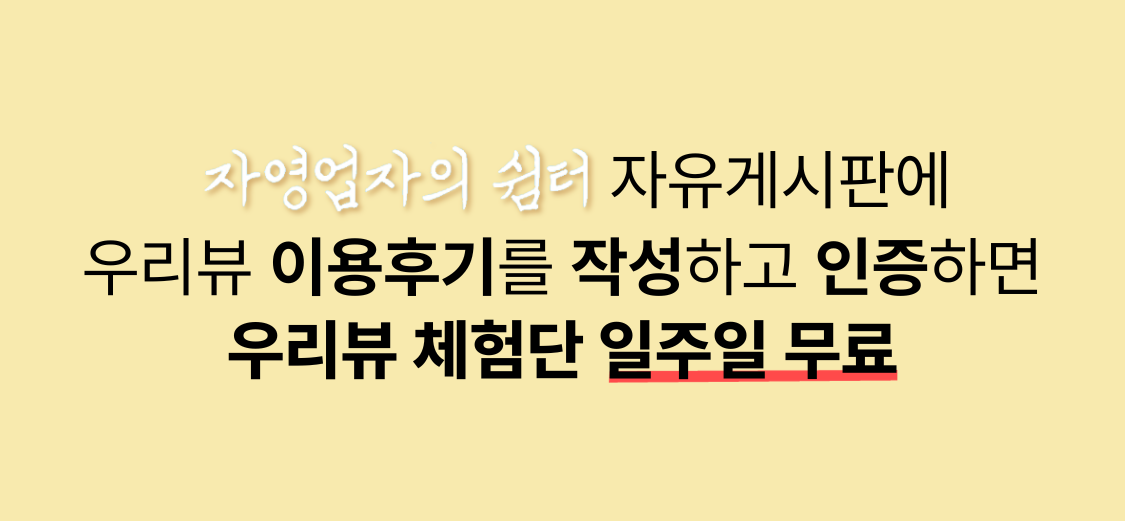 자영업자의 쉼터 자유게시판에
우리뷰 이용후기를 작성하고 인증하면
우리뷰 체험단 일주일 무료